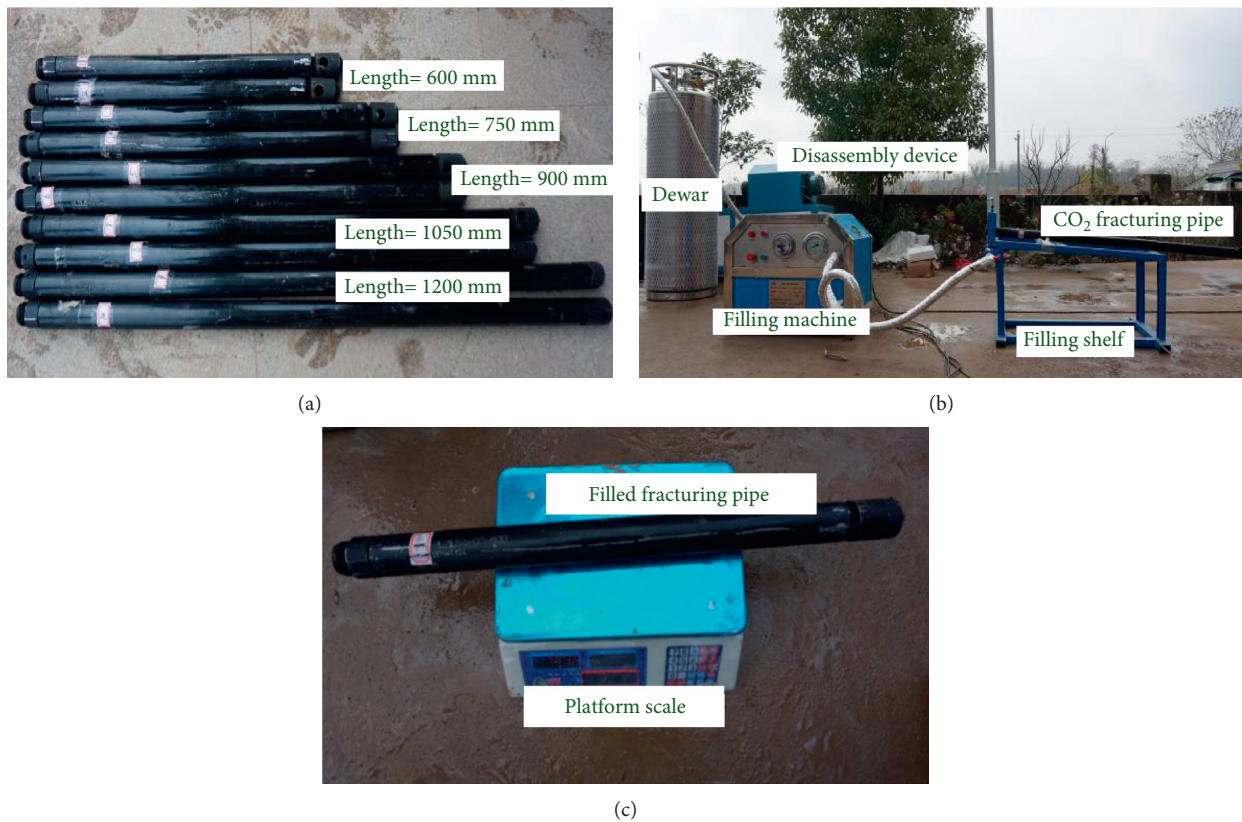 Length= 600 mm
Length= 750 mm
Length= 900 mm
Length= 1050 mm
Length= 1200 mm
(a)
Dewar
Disassembly device
CO₂ fracturing pipe
Filling machine
Filling shelf
(b)
Filled fracturing pipe
Platform scale
(c)